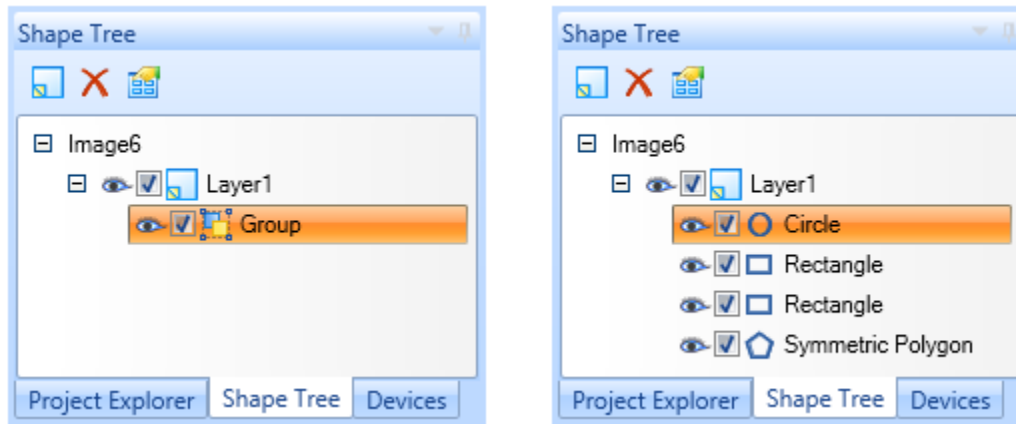 Shape Tree
Image6
Layer1
Group
Project Explorer Shape Tree Devices
Shape Tree
Image6
Layer1
Circle
Rectangle
Rectangle
Symmetric Polygon
Project Explorer Shape Tree Devices